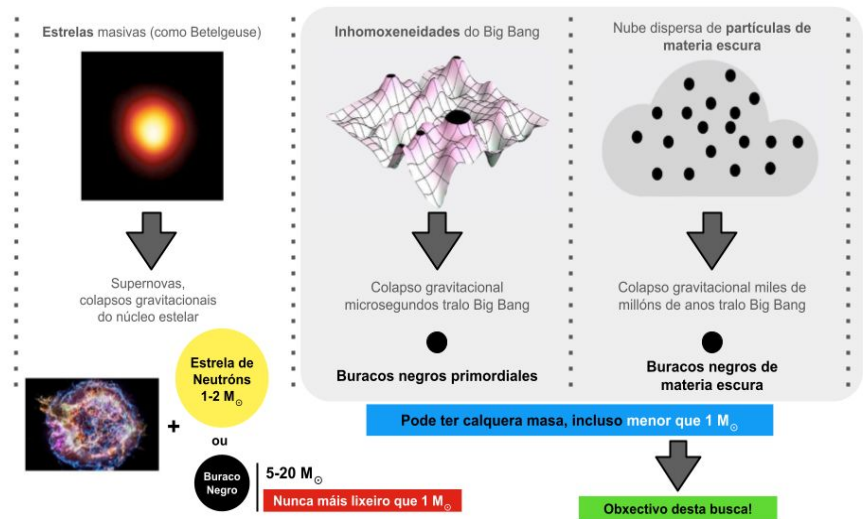 Estrelas masivas (como Betelgeuse)
Supernovas,
colapsos gravitacionais
do núcleo estelar
Estrela de
Neutróns
1-2 M☉
+
ou
Buraco
Negro
5-20 M☉
Nunca máis lixeiro que 1 M☉
Inhomoxeneidades do Big Bang
Colapso gravitacional
microsegundos tralo Big Bang
Buracos negros primordiales
Nube dispersa de partículas de
materia escura
Colapso gravitacional miles de
millóns de anos tralo Big Bang
Buracos negros de
materia escura
Pode ter calquera masa, incluso menor que 1 M☉
Obxectivo desta busca!